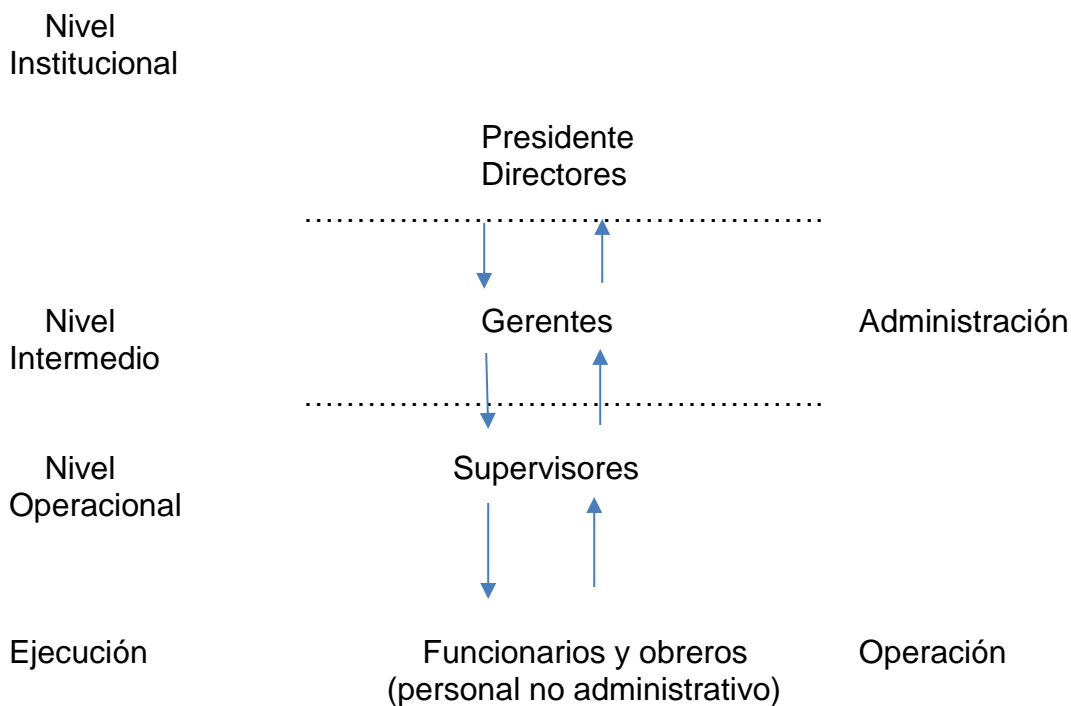 Nivel
Institucional
Presidente
Directores
Nivel
Intermedio
Gerentes
Administración
Nivel
Operacional
Supervisores
Ejecución
Funcionarios y obreros
(personal no administrativo)
Operación